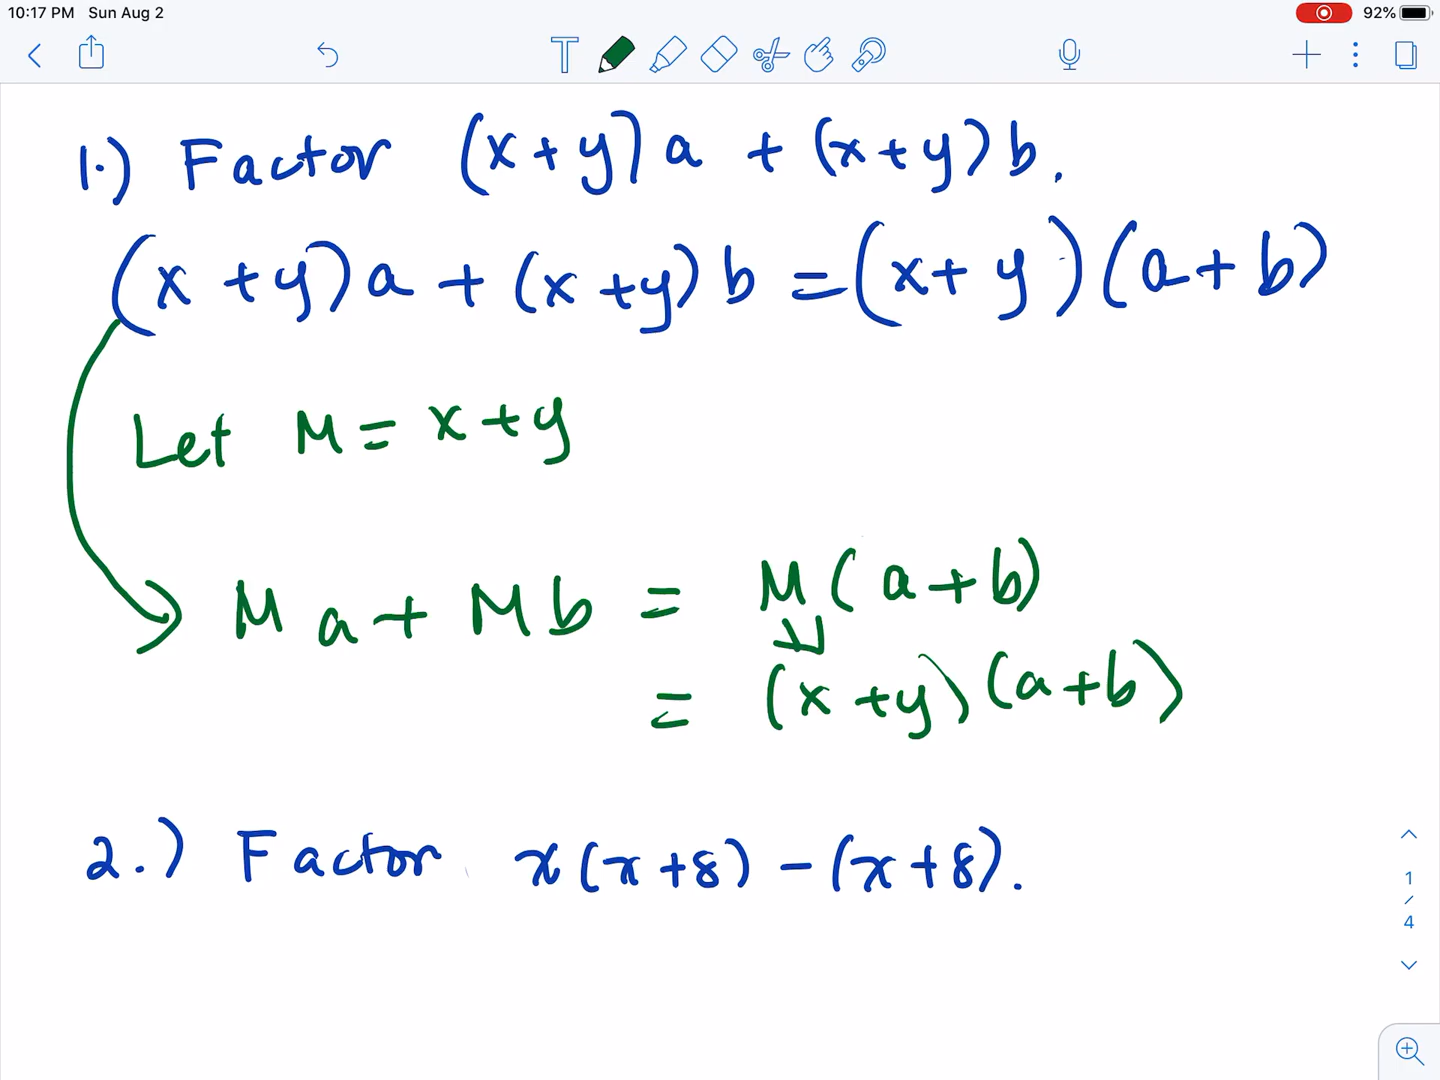 10:17 PM Sun Aug 2 92%
T
1.) Factor (x+y)a + (x+y)b.
(x+y)a + (x+y)b = (x+y)(a+b)
Let M = x+y
Ma + Mb = M(a+b)
= (x+y)(a+b)
2.) Factor x(x+8) - (x+8).
1
/
4